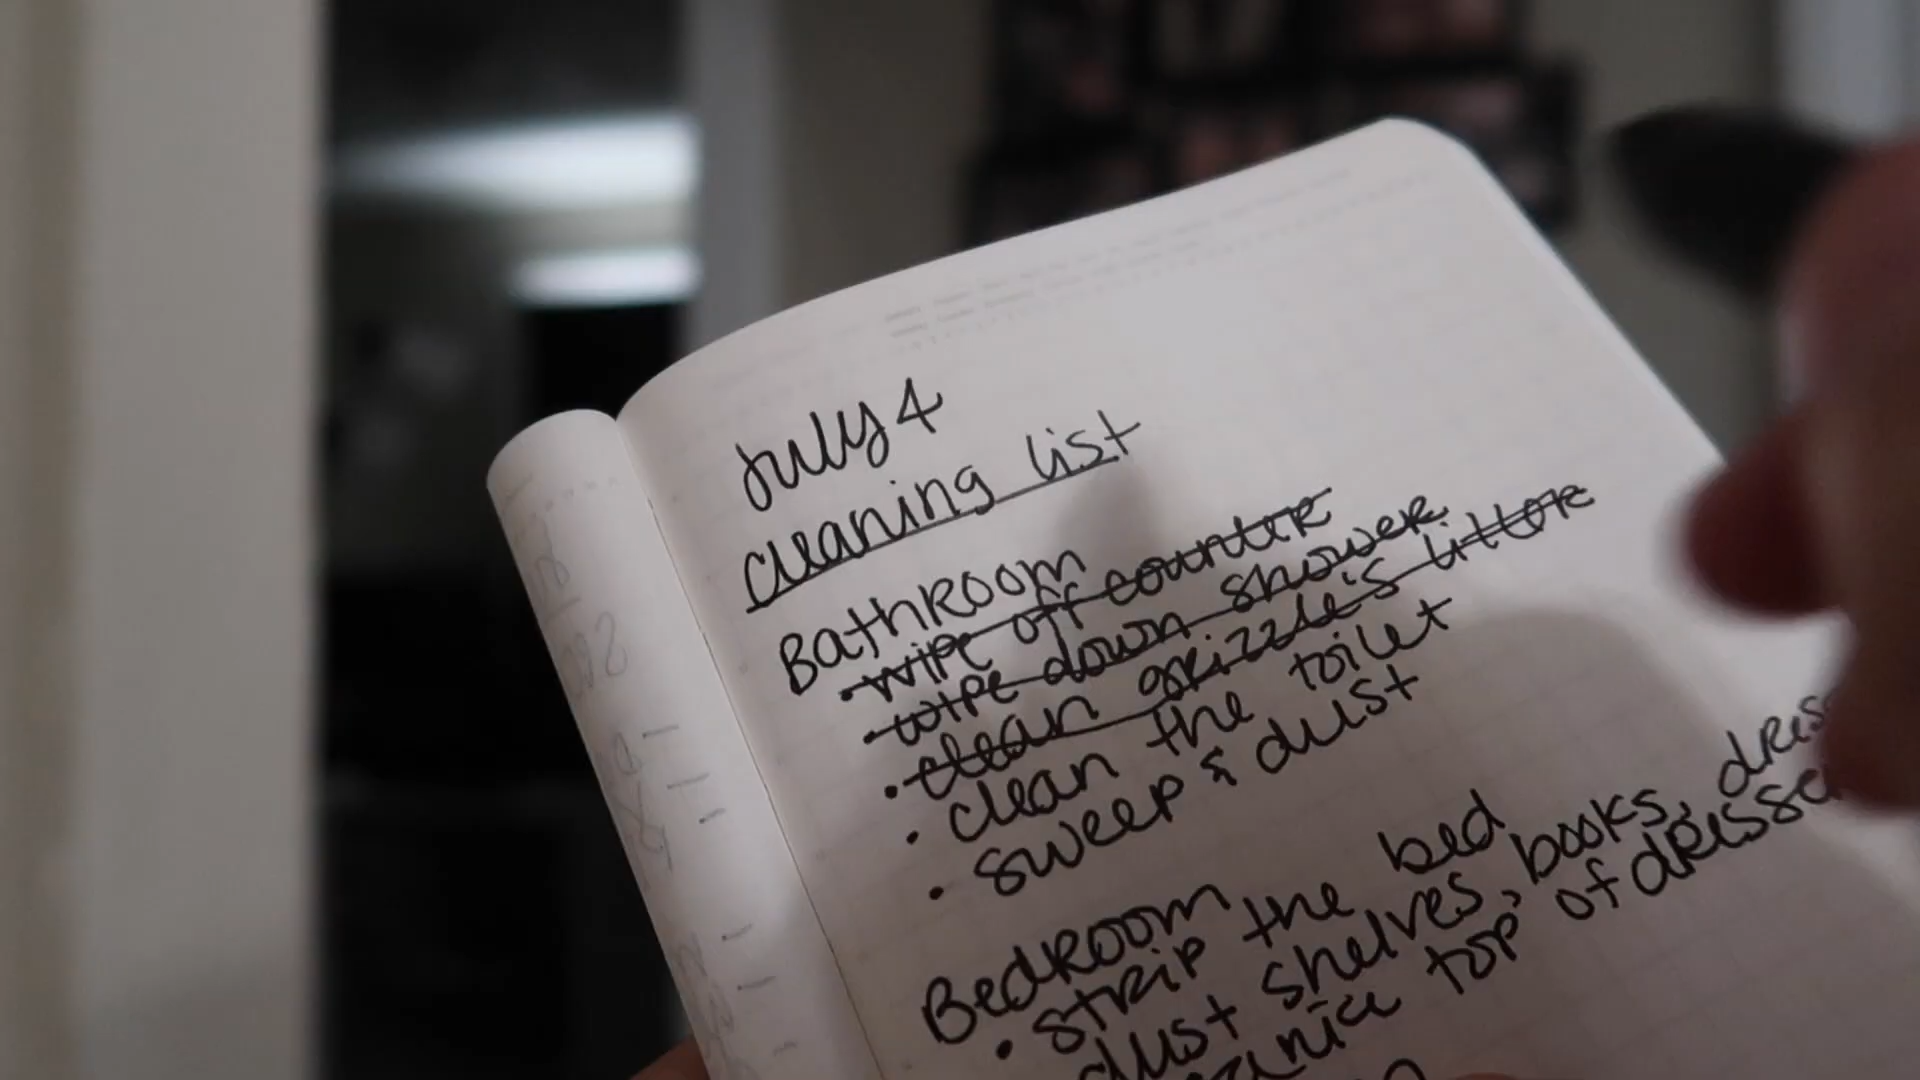 July 4
cleaning list
Bathroom
• wipe off counter
• wipe down shower
• clean grizzle's litter
• clean the toilet
• sweep & dust
Bedroom
• strip the bed
dust shelves, books,
top of dresser